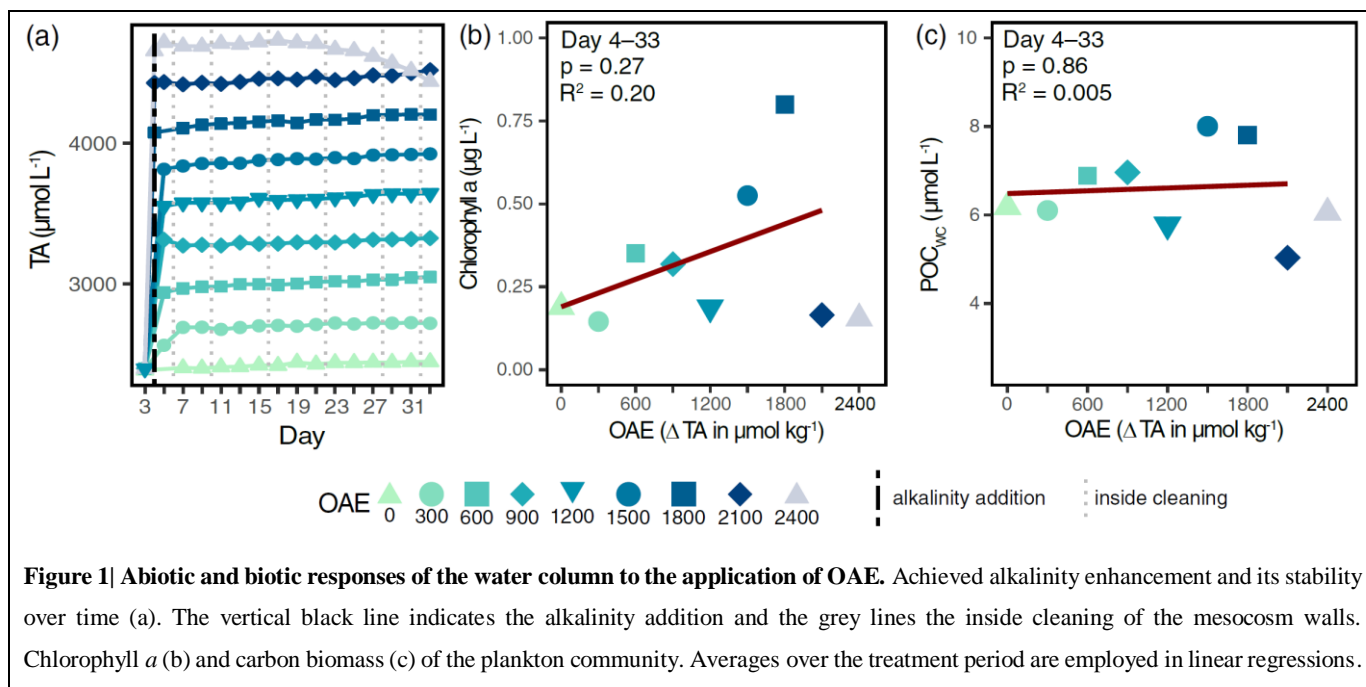 (a)
4000
3000
TA (µmol L⁻¹)
3 7 11 15 19 23 27 31
Day
(b)
Day 4–33
p = 0.27
R² = 0.20
1.00
0.75
0.50
0.25
0.00
Chlorophyll a (µg L⁻¹)
0 600 1200 1800 2400
OAE (Δ TA in µmol kg⁻¹)
(c)
Day 4–33
p = 0.86
R² = 0.005
10
8
6
4
POC_WC (µmol L⁻¹)
0 600 1200 1800 2400
OAE (Δ TA in µmol kg⁻¹)
OAE 0 300 600 900 1200 1500 1800 2100 2400
alkalinity addition
inside cleaning
Figure 1| Abiotic and biotic responses of the water column to the application of OAE. Achieved alkalinity enhancement and its stability
over time (a). The vertical black line indicates the alkalinity addition and the grey lines the inside cleaning of the mesocosm walls.
Chlorophyll a (b) and carbon biomass (c) of the plankton community. Averages over the treatment period are employed in linear regressions.